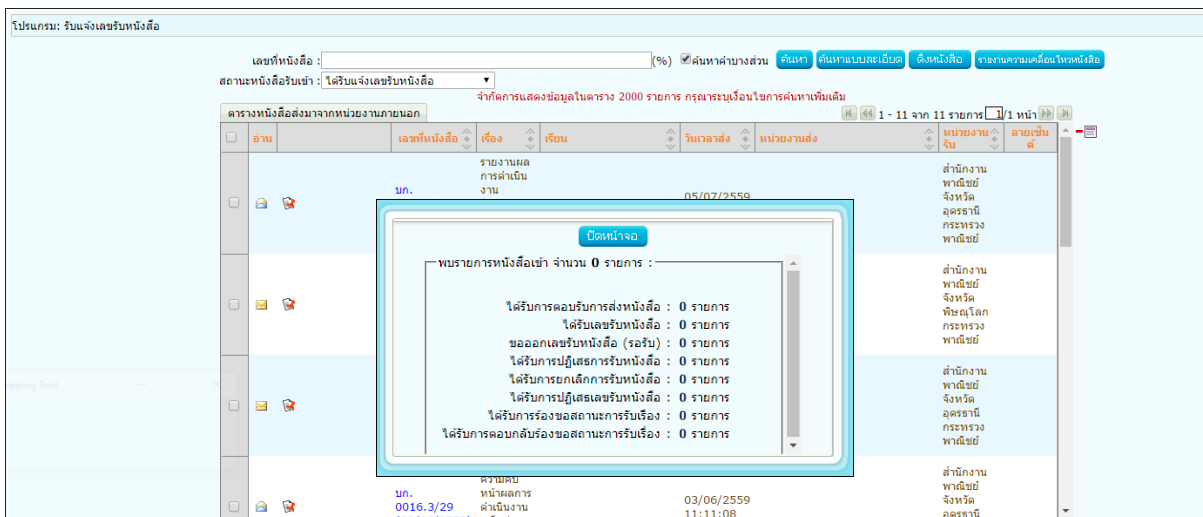 โปรแกรม: รับแจ้งเลขรับหนังสือ
เลขที่หนังสือ : (%) ค้นหาคำบางส่วน ค้นหา ค้นหาแบบละเอียด ดึงหนังสือ รายงานความเคลื่อนไหวหนังสือ
สถานะหนังสือรับเข้า : ได้รับแจ้งเลขรับหนังสือ
จำกัดการแสดงข้อมูลในตาราง 2000 รายการ กรุณาระบุเงื่อนไขการค้นหาเพิ่มเติม
ตารางหนังสือส่งมาจากหน่วยงานภายนอก 1 - 11 จาก 11 รายการ 1/1 หน้า
อ่าน เลขที่หนังสือ เรื่อง เรียน วันเวลาส่ง หน่วยงานส่ง หน่วยงานรับ ลายเซ็นต์
รายงานผล
การดำเนิน
งาน
บก.
05/07/2559
สำนักงาน
พาณิชย์
จังหวัด
อุดรธานี
กระทรวง
พาณิชย์
ปิดหน้าจอ
พบรายการหนังสือเข้า จำนวน 0 รายการ :
ได้รับการตอบรับการส่งหนังสือ : 0 รายการ
ได้รับเลขรับหนังสือ : 0 รายการ
ขอออกเลขรับหนังสือ (รอรับ) : 0 รายการ
ได้รับการปฏิเสธการรับหนังสือ : 0 รายการ
ได้รับการยกเลิกการรับหนังสือ : 0 รายการ
ได้รับการปฏิเสธเลขรับหนังสือ : 0 รายการ
ได้รับการร้องขอสถานะการรับเรื่อง : 0 รายการ
ได้รับการตอบกลับร้องขอสถานะการรับเรื่อง : 0 รายการ
สำนักงาน
พาณิชย์
จังหวัด
พิษณุโลก
กระทรวง
พาณิชย์
ipping Tool
สำนักงาน
พาณิชย์
จังหวัด
อุดรธานี
กระทรวง
พาณิชย์
บก.
0016.3/29
ความคืบ
หน้าผลการ
ดำเนินงาน
03/06/2559
11:11:08
สำนักงาน
พาณิชย์
จังหวัด
อุดรธานี